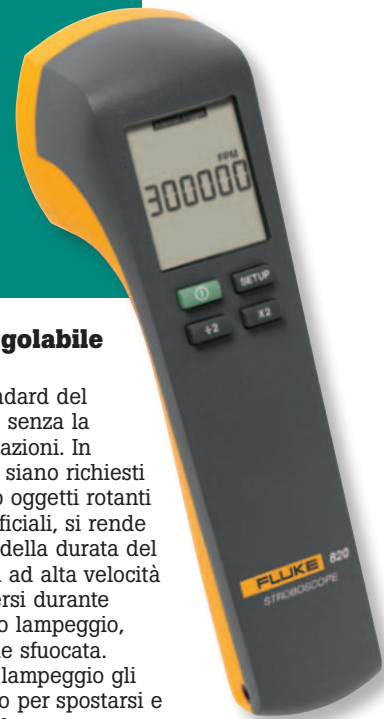 FPM
300000
SETUP
÷2
X2
FLUKE 820
STROBOSCOPE
golabile
ndard del
senza la
azioni. In
siano richiesti
o oggetti rotanti
ficiali, si rende
della durata del
ad alta velocità
ersi durante
o lampeggio,
e sfuocata.
lampeggio gli
o per spostarsi e